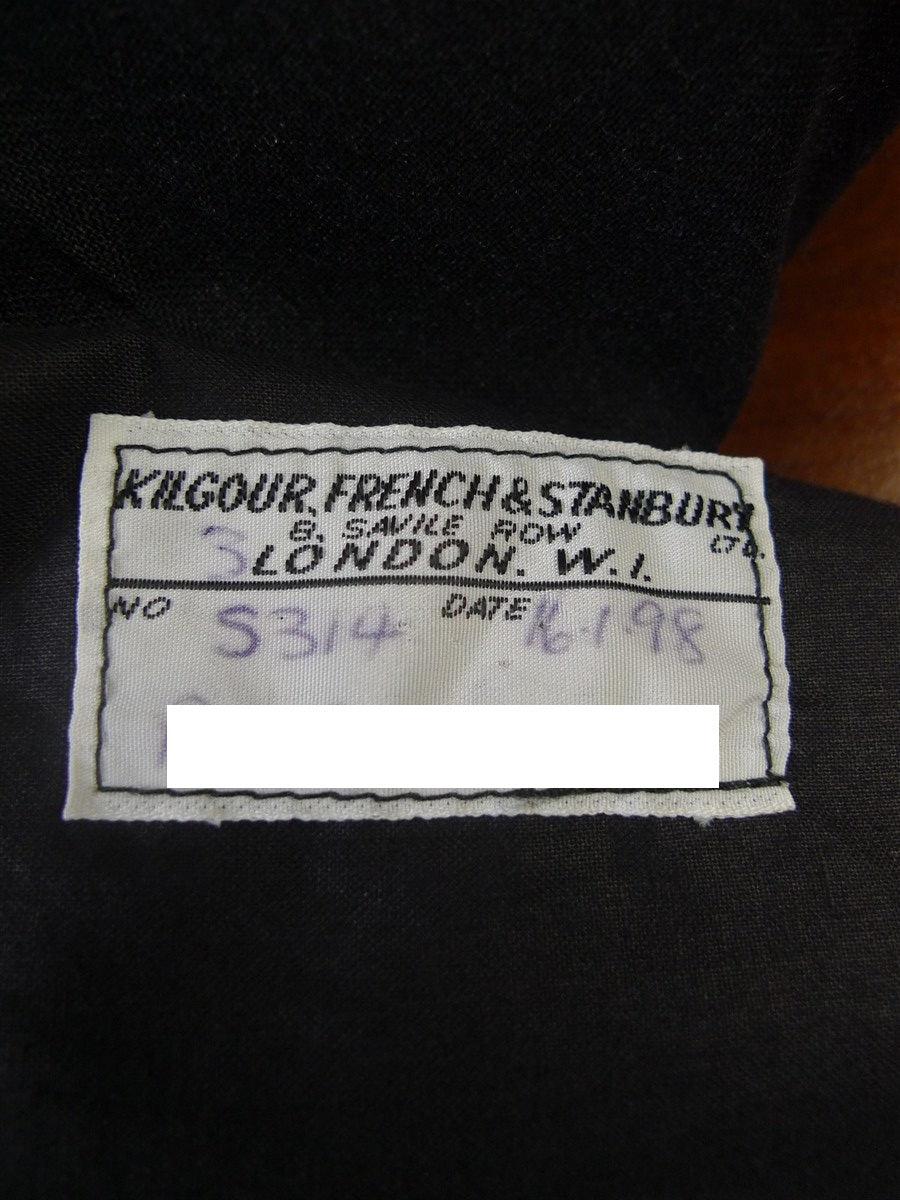 KILGOUR, FRENCH & STANBURY LTD.
8, SAVILE ROW
3 LONDON. W.1.
NO S314 DATE 16.1.98